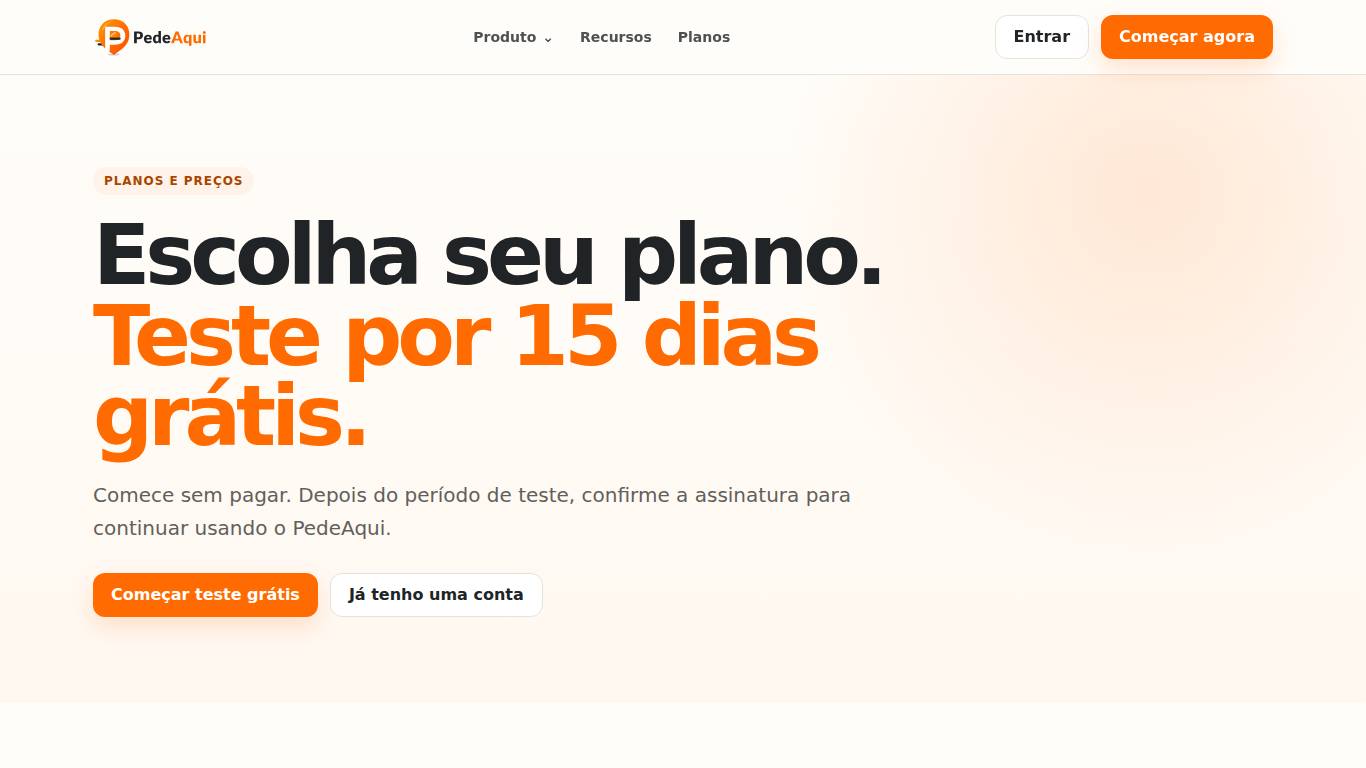 PedeAqui
Produto
Recursos
Planos
Entrar
Começar agora
PLANOS E PREÇOS
Escolha seu plano.
Teste por 15 dias
grátis.
Comece sem pagar. Depois do período de teste, confirme a assinatura para
continuar usando o PedeAqui.
Começar teste grátis
Já tenho uma conta